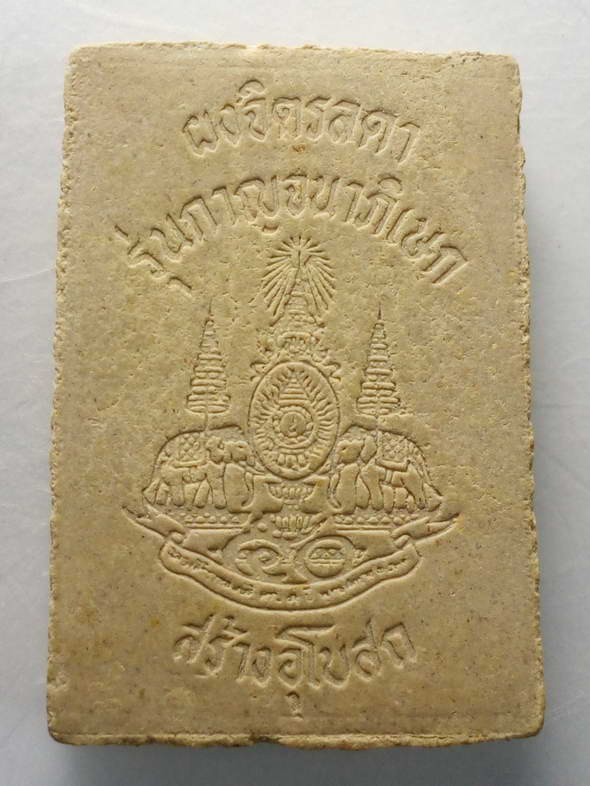 ผงจิตรลดา
รุ่นกาญจนาภิเษก
สร้างอุโบสถ